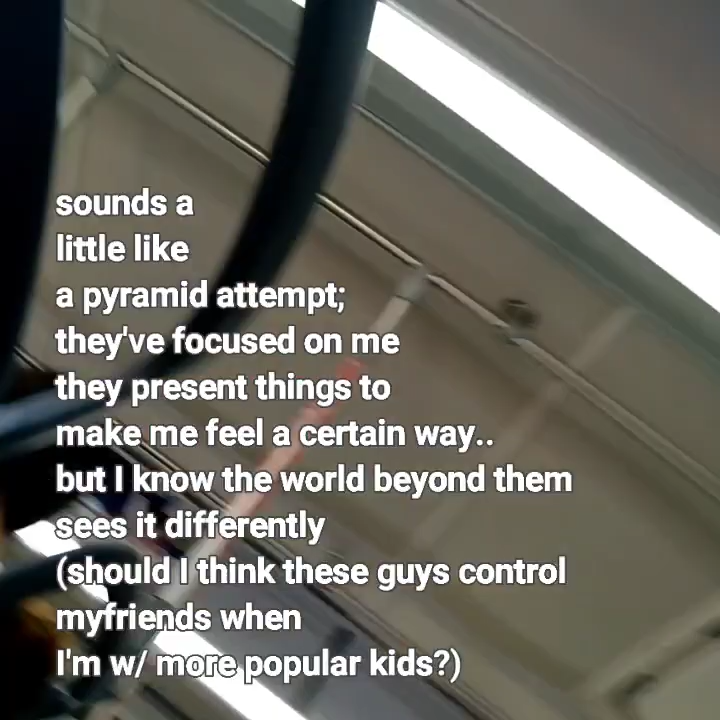 sounds a
little like
a pyramid attempt;
they've focused on me
they present things to
make me feel a certain way..
but I know the world beyond them
sees it differently
(should I think these guys control
myfriends when
I'm w/ more popular kids?)